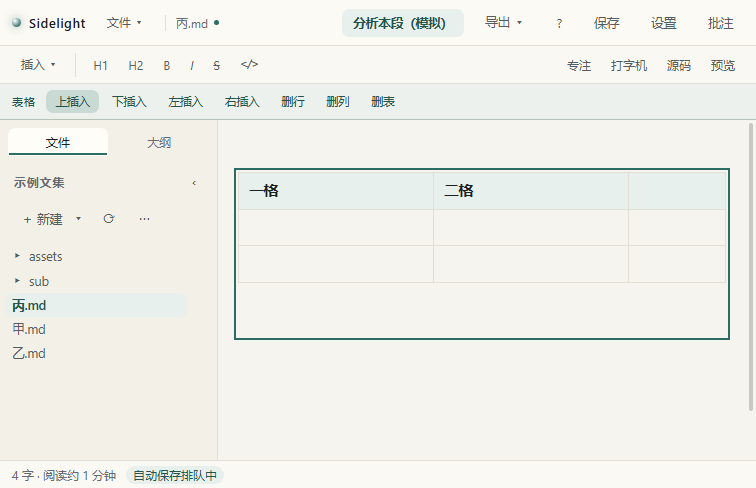 Sidelight 文件 丙.md 分析本段（模拟） 导出 ? 保存 设置 批注
插入 H1 H2 B I S </> 专注 打字机 源码 预览
表格 上插入 下插入 左插入 右插入 删行 删列 删表
文件 大纲
示例文集
+ 新建 ···
assets
sub
丙.md
甲.md
乙.md
一格 二格
4 字 · 阅读约 1 分钟 自动保存排队中